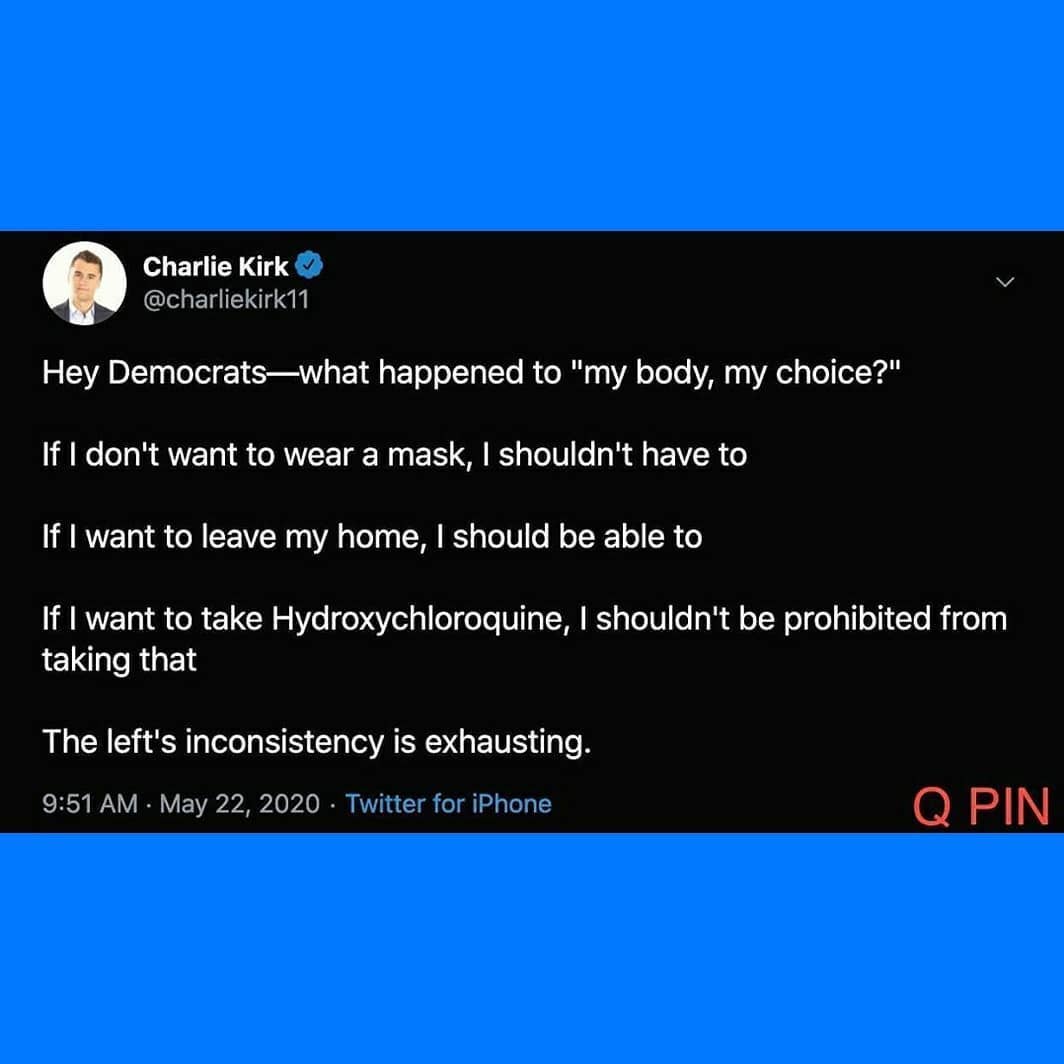 Charlie Kirk
@charliekirk11
Hey Democrats—what happened to "my body, my choice?"
If I don't want to wear a mask, I shouldn't have to
If I want to leave my home, I should be able to
If I want to take Hydroxychloroquine, I shouldn't be prohibited from
taking that
The left's inconsistency is exhausting.
9:51 AM · May 22, 2020 · Twitter for iPhone
Q PIN